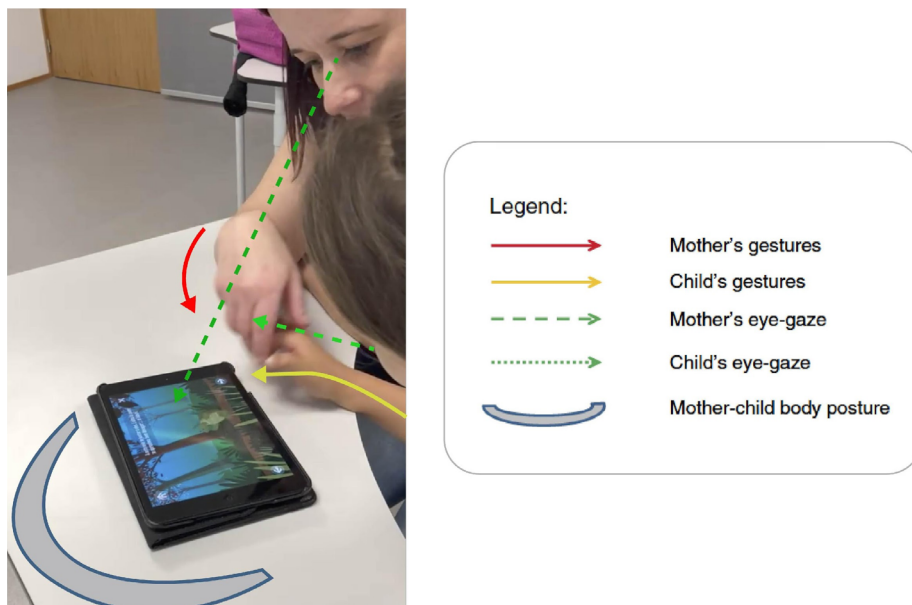 Legend:
Mother's gestures
Child's gestures
Mother's eye-gaze
Child's eye-gaze
Mother-child body posture